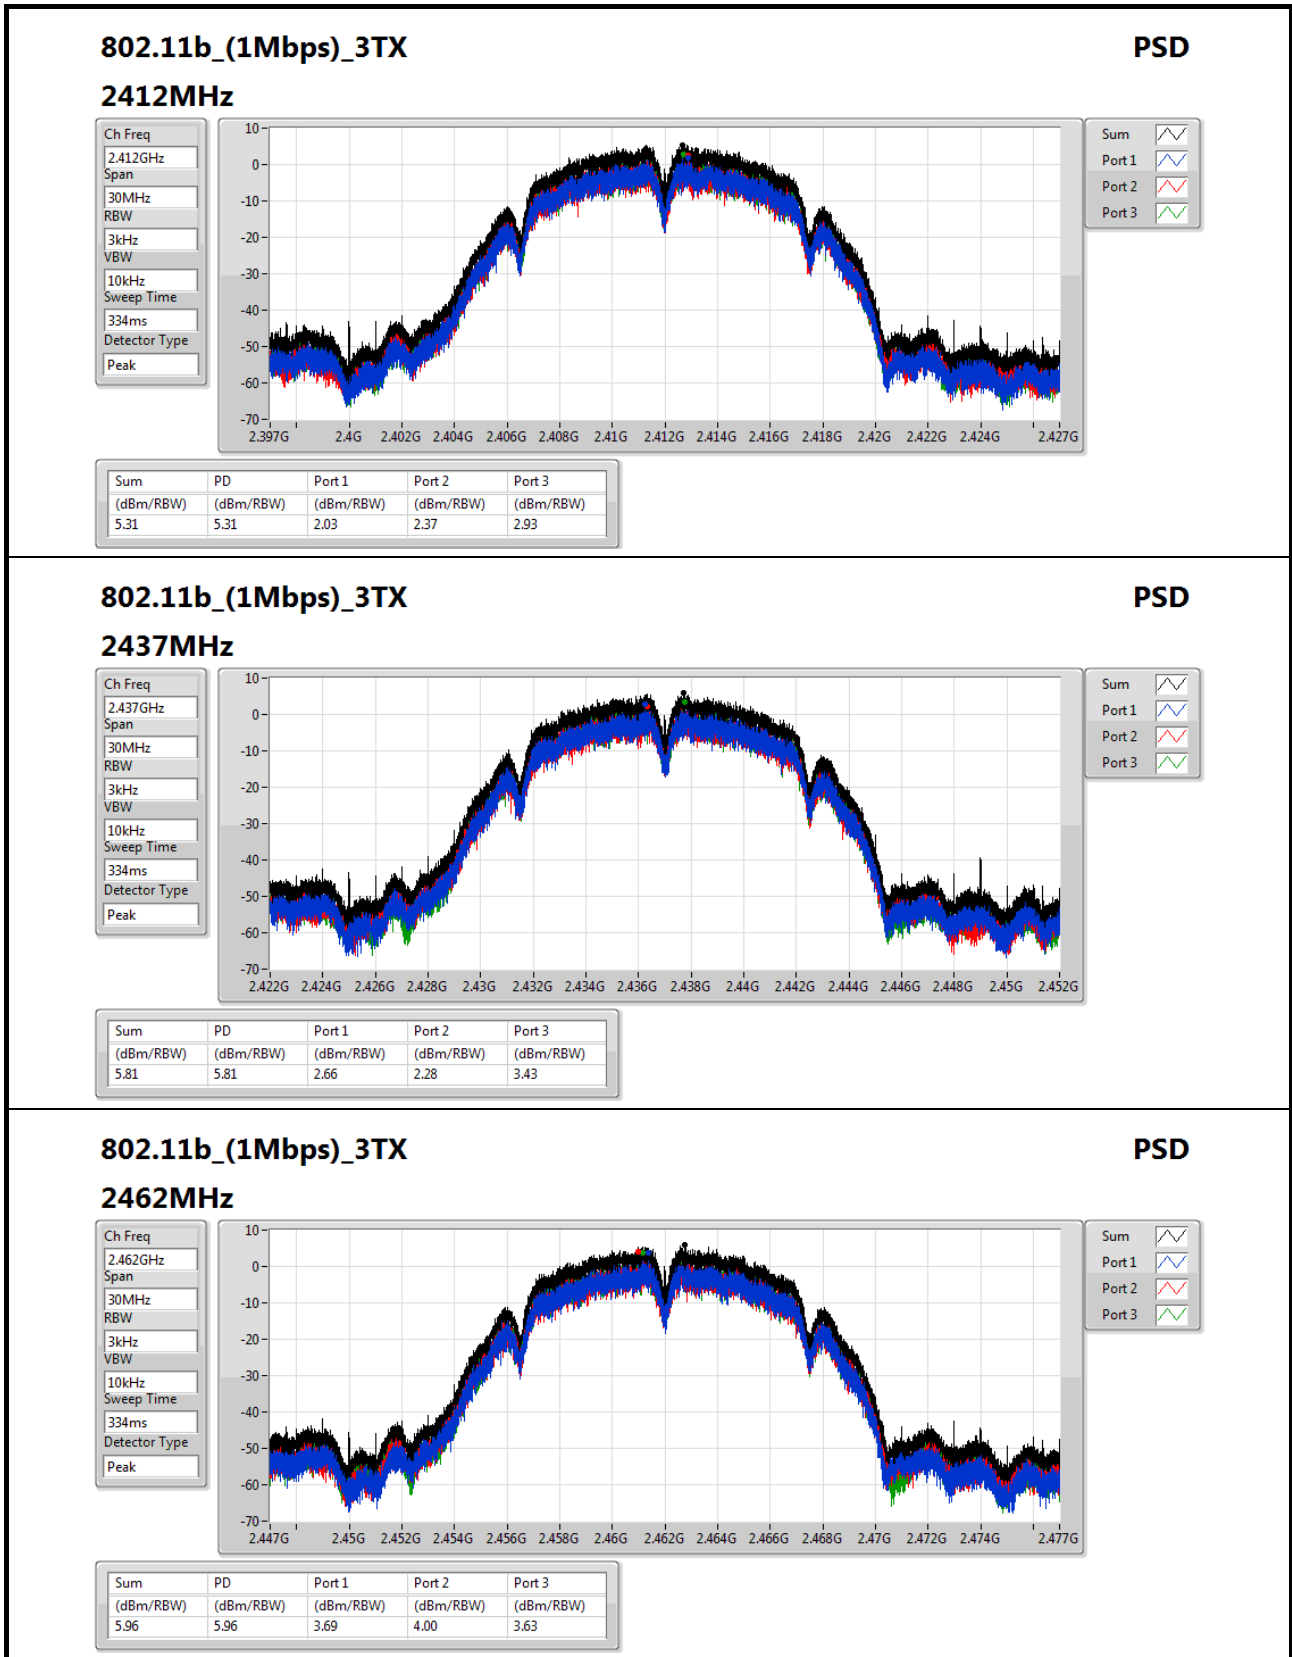 802.11b_(1Mbps)_3TX PSD
2412MHz
Ch Freq
2.412GHz
Span
30MHz
RBW
3kHz
VBW
10kHz
Sweep Time
334ms
Detector Type
Peak
10
0
-10
-20
-30
-40
-50
-60
-70
2.397G 2.4G 2.402G 2.404G 2.406G 2.408G 2.41G 2.412G 2.414G 2.416G 2.418G 2.42G 2.422G 2.424G 2.427G
Sum
Port 1
Port 2
Port 3
Sum PD Port 1 Port 2 Port 3
(dBm/RBW) (dBm/RBW) (dBm/RBW) (dBm/RBW) (dBm/RBW)
5.31 5.31 2.03 2.37 2.93
802.11b_(1Mbps)_3TX PSD
2437MHz
Ch Freq
2.437GHz
Span
30MHz
RBW
3kHz
VBW
10kHz
Sweep Time
334ms
Detector Type
Peak
10
0
-10
-20
-30
-40
-50
-60
-70
2.422G 2.424G 2.426G 2.428G 2.43G 2.432G 2.434G 2.436G 2.438G 2.44G 2.442G 2.444G 2.446G 2.448G 2.45G 2.452G
Sum
Port 1
Port 2
Port 3
Sum PD Port 1 Port 2 Port 3
(dBm/RBW) (dBm/RBW) (dBm/RBW) (dBm/RBW) (dBm/RBW)
5.81 5.81 2.66 2.28 3.43
802.11b_(1Mbps)_3TX PSD
2462MHz
Ch Freq
2.462GHz
Span
30MHz
RBW
3kHz
VBW
10kHz
Sweep Time
334ms
Detector Type
Peak
10
0
-10
-20
-30
-40
-50
-60
-70
2.447G 2.45G 2.452G 2.454G 2.456G 2.458G 2.46G 2.462G 2.464G 2.466G 2.468G 2.47G 2.472G 2.474G 2.477G
Sum
Port 1
Port 2
Port 3
Sum PD Port 1 Port 2 Port 3
(dBm/RBW) (dBm/RBW) (dBm/RBW) (dBm/RBW) (dBm/RBW)
5.96 5.96 3.69 4.00 3.63